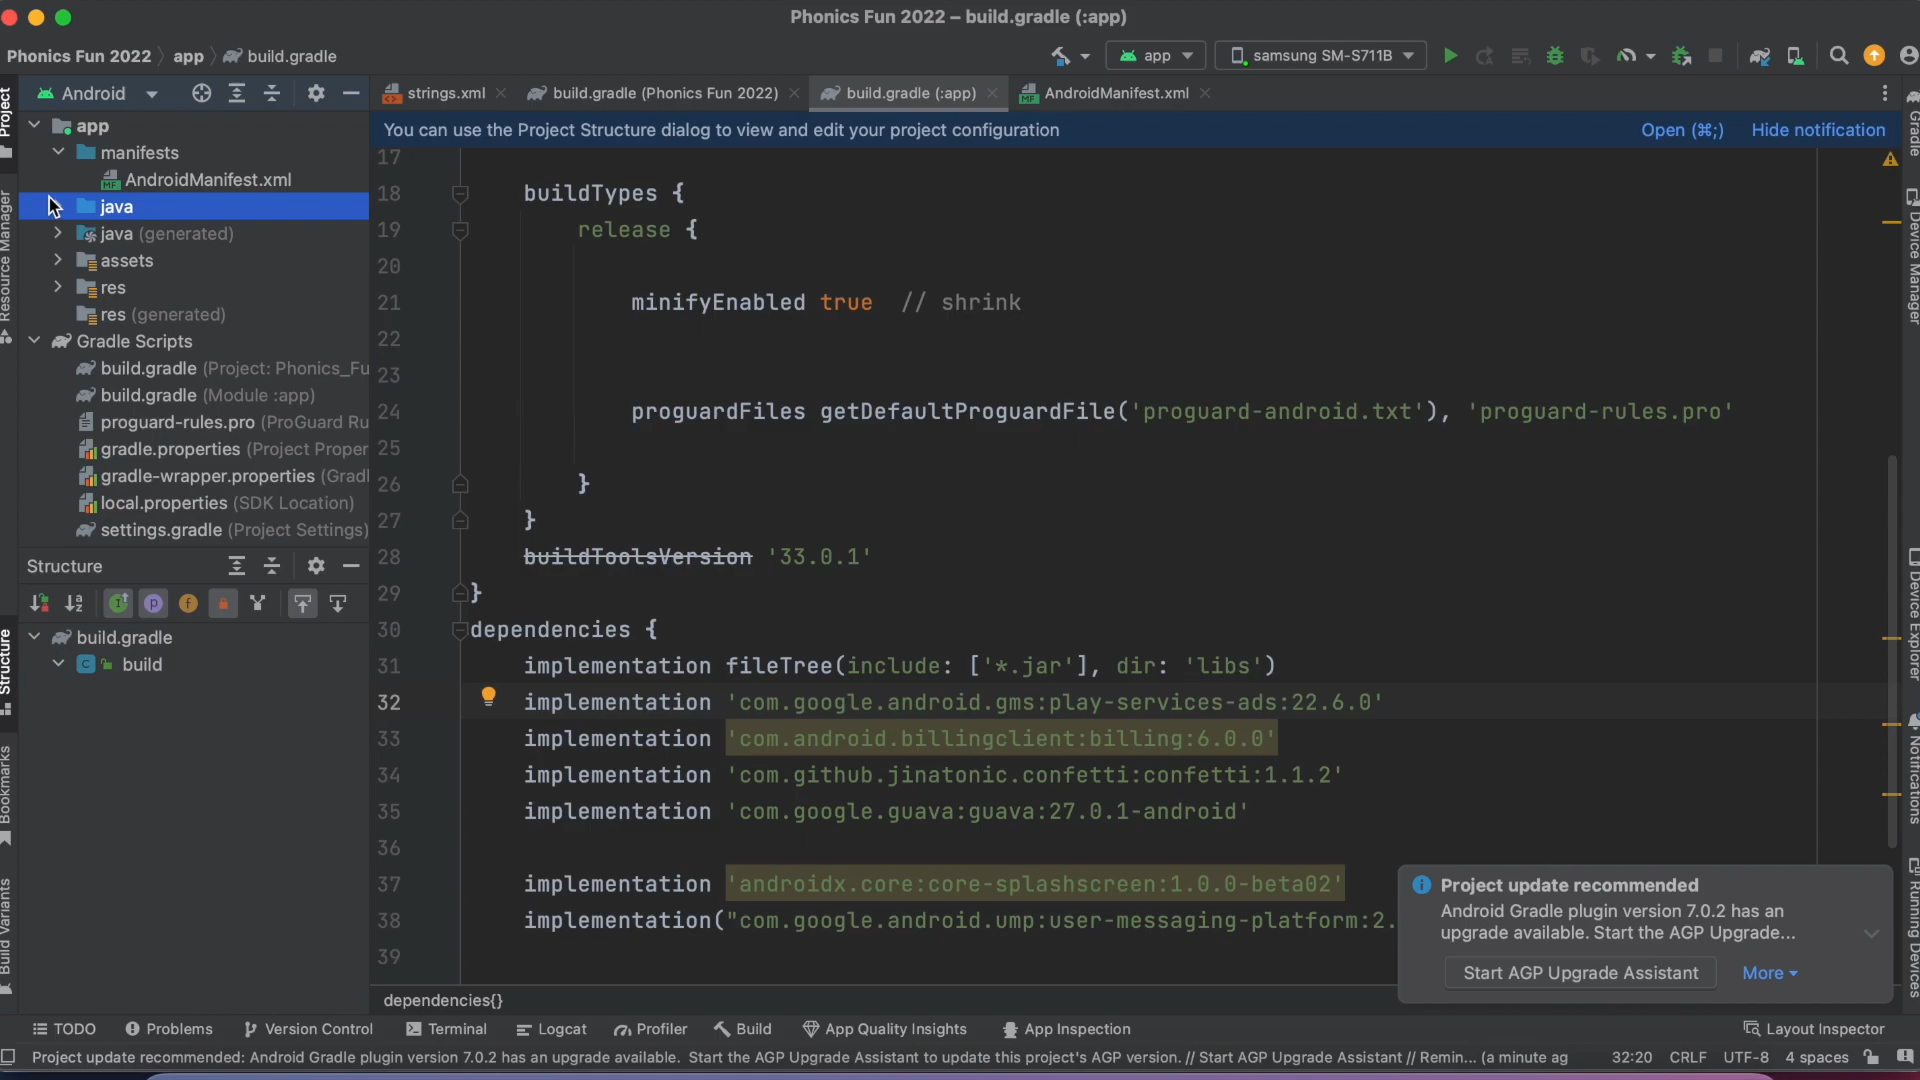 Phonics Fun 2022 – build.gradle (:app)
Phonics Fun 2022 app build.gradle
app samsung SM-S711B
Project
Android
strings.xml
build.gradle (Phonics Fun 2022)
build.gradle (:app)
AndroidManifest.xml
You can use the Project Structure dialog to view and edit your project configuration
Open (⌘;) Hide notification
app
manifests
AndroidManifest.xml
java
java (generated)
assets
res
res (generated)
Gradle Scripts
build.gradle (Project: Phonics_Fu
build.gradle (Module :app)
proguard-rules.pro (ProGuard Ru
gradle.properties (Project Proper
gradle-wrapper.properties (Gradl
local.properties (SDK Location)
settings.gradle (Project Settings)
Structure
build.gradle
build
Resource Manager
Structure
Bookmarks
Build Variants
17
18 buildTypes {
19 release {
20
21 minifyEnabled true // shrink
22
23
24 proguardFiles getDefaultProguardFile('proguard-android.txt'), 'proguard-rules.pro'
25
26 }
27 }
28 buildToolsVersion '33.0.1'
29 }
30 dependencies {
31 implementation fileTree(include: ['*.jar'], dir: 'libs')
32 implementation 'com.google.android.gms:play-services-ads:22.6.0'
33 implementation 'com.android.billingclient:billing:6.0.0'
34 implementation 'com.github.jinatonic.confetti:confetti:1.1.2'
35 implementation 'com.google.guava:guava:27.0.1-android'
36
37 implementation 'androidx.core:core-splashscreen:1.0.0-beta02'
38 implementation("com.google.android.ump:user-messaging-platform:2.
39
dependencies{}
Gradle
Device Manager
Device Explorer
Notifications
Running Devices
Project update recommended
Android Gradle plugin version 7.0.2 has an
upgrade available. Start the AGP Upgrade...
Start AGP Upgrade Assistant More
TODO Problems Version Control Terminal Logcat Profiler Build App Quality Insights App Inspection Layout Inspector
Project update recommended: Android Gradle plugin version 7.0.2 has an upgrade available. Start the AGP Upgrade Assistant to update this project's AGP version. // Start AGP Upgrade Assistant // Remin... (a minute ag 32:20 CRLF UTF-8 4 spaces